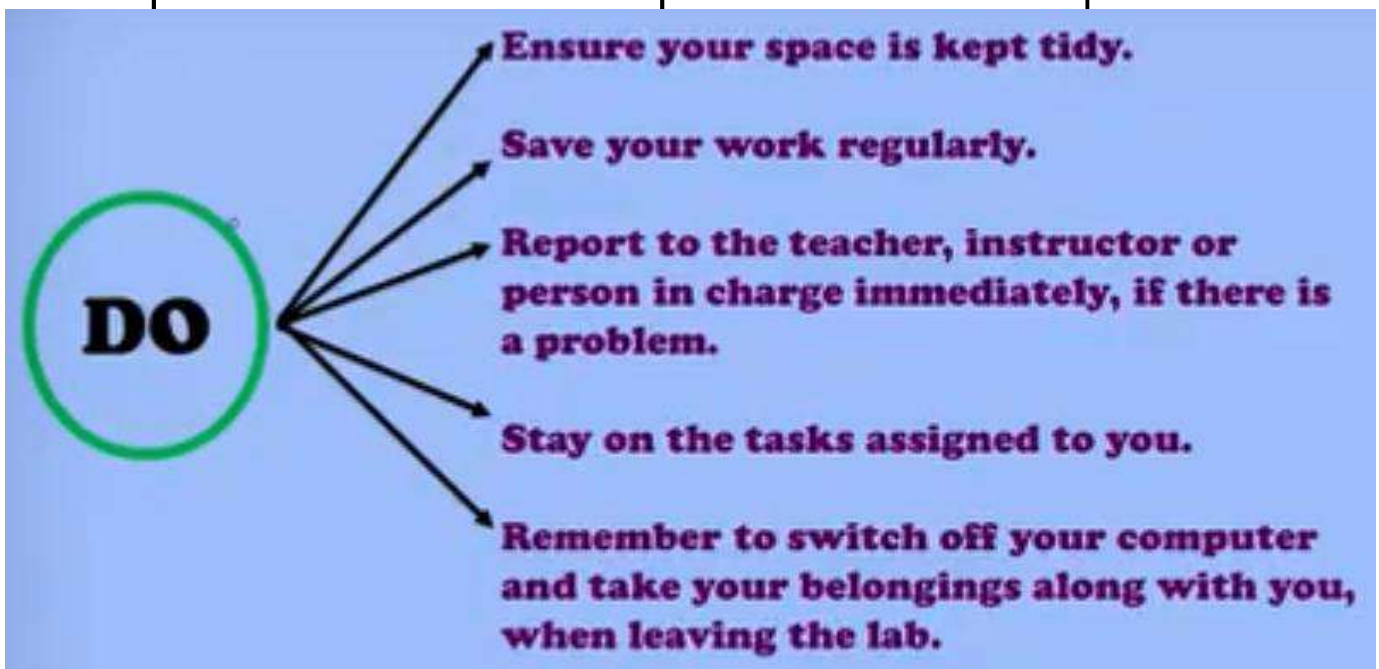 Ensure your space is kept tidy.
Save your work regularly.
DO
Report to the teacher, instructor or
person in charge immediately, if there is
a problem.
Stay on the tasks assigned to you.
Remember to switch off your computer
and take your belongings along with you,
when leaving the lab.